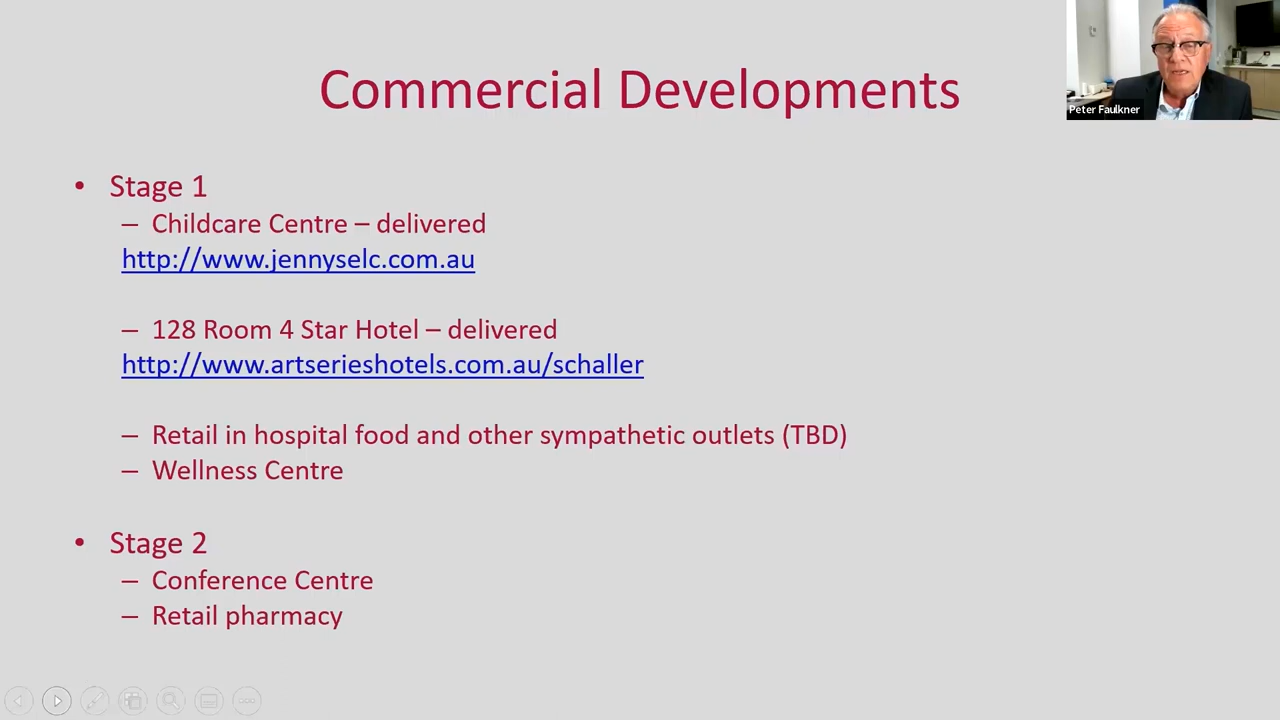 Commercial Developments
Peter Faulkner
• Stage 1
– Childcare Centre – delivered
http://www.jennyselc.com.au
– 128 Room 4 Star Hotel – delivered
http://www.artserieshotels.com.au/schaller
– Retail in hospital food and other sympathetic outlets (TBD)
– Wellness Centre
• Stage 2
– Conference Centre
– Retail pharmacy